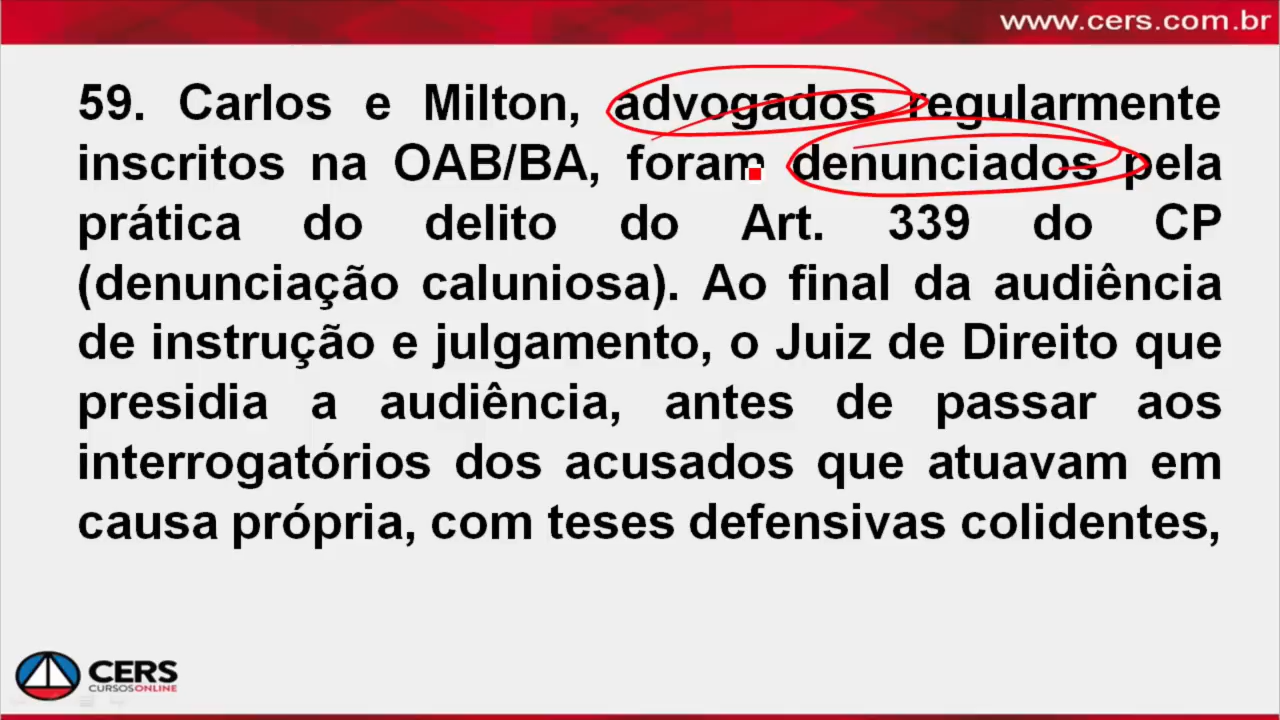 www.cers.com.br
59. Carlos e Milton, advogados regularmente
inscritos na OAB/BA, foram denunciados pela
prática do delito do Art. 339 do CP
(denunciação caluniosa). Ao final da audiência
de instrução e julgamento, o Juiz de Direito que
presidia a audiência, antes de passar aos
interrogatórios dos acusados que atuavam em
causa própria, com teses defensivas colidentes,
CERS
CURSOSONLINE